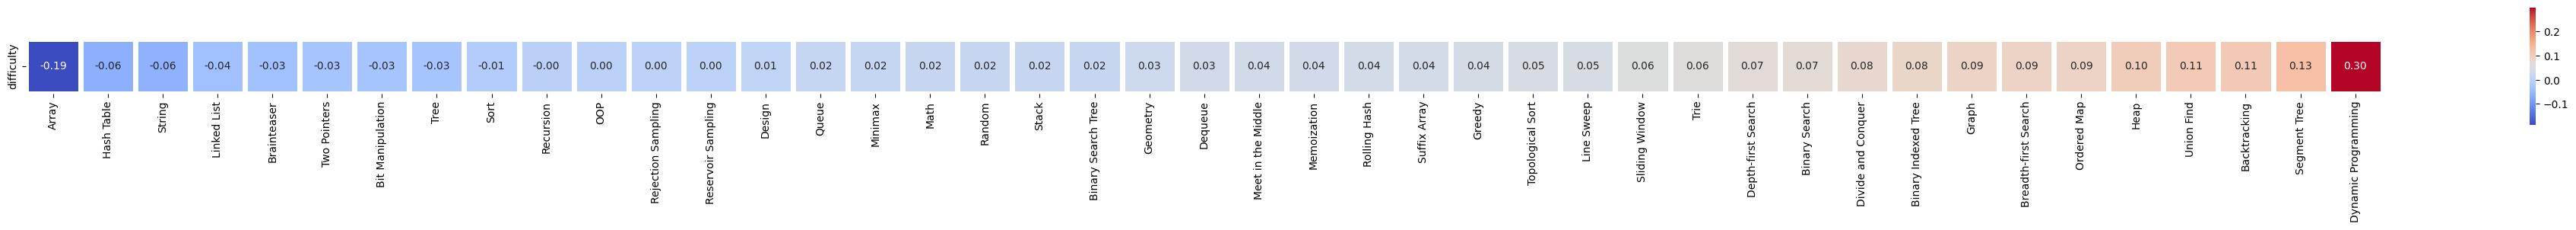 difficulty
-0.19 -0.06 -0.06 -0.04 -0.03 -0.03 -0.03 -0.03 -0.01 -0.00 0.00 0.00 0.00 0.01 0.02 0.02 0.02 0.02 0.02 0.02 0.03 0.03 0.04 0.04 0.04 0.04 0.04 0.05 0.05 0.06 0.06 0.07 0.07 0.08 0.08 0.09 0.09 0.09 0.10 0.11 0.11 0.13 0.30
Array
Hash Table
String
Linked List
Brainteaser
Two Pointers
Bit Manipulation
Tree
Sort
Recursion
OOP
Rejection Sampling
Reservoir Sampling
Design
Queue
Minimax
Math
Random
Stack
Binary Search Tree
Geometry
Dequeue
Meet in the Middle
Memoization
Rolling Hash
Suffix Array
Greedy
Topological Sort
Line Sweep
Sliding Window
Trie
Depth-first Search
Binary Search
Divide and Conquer
Binary Indexed Tree
Graph
Breadth-first Search
Ordered Map
Heap
Union Find
Backtracking
Segment Tree
Dynamic Programming
0.2
0.1
0.0
−0.1